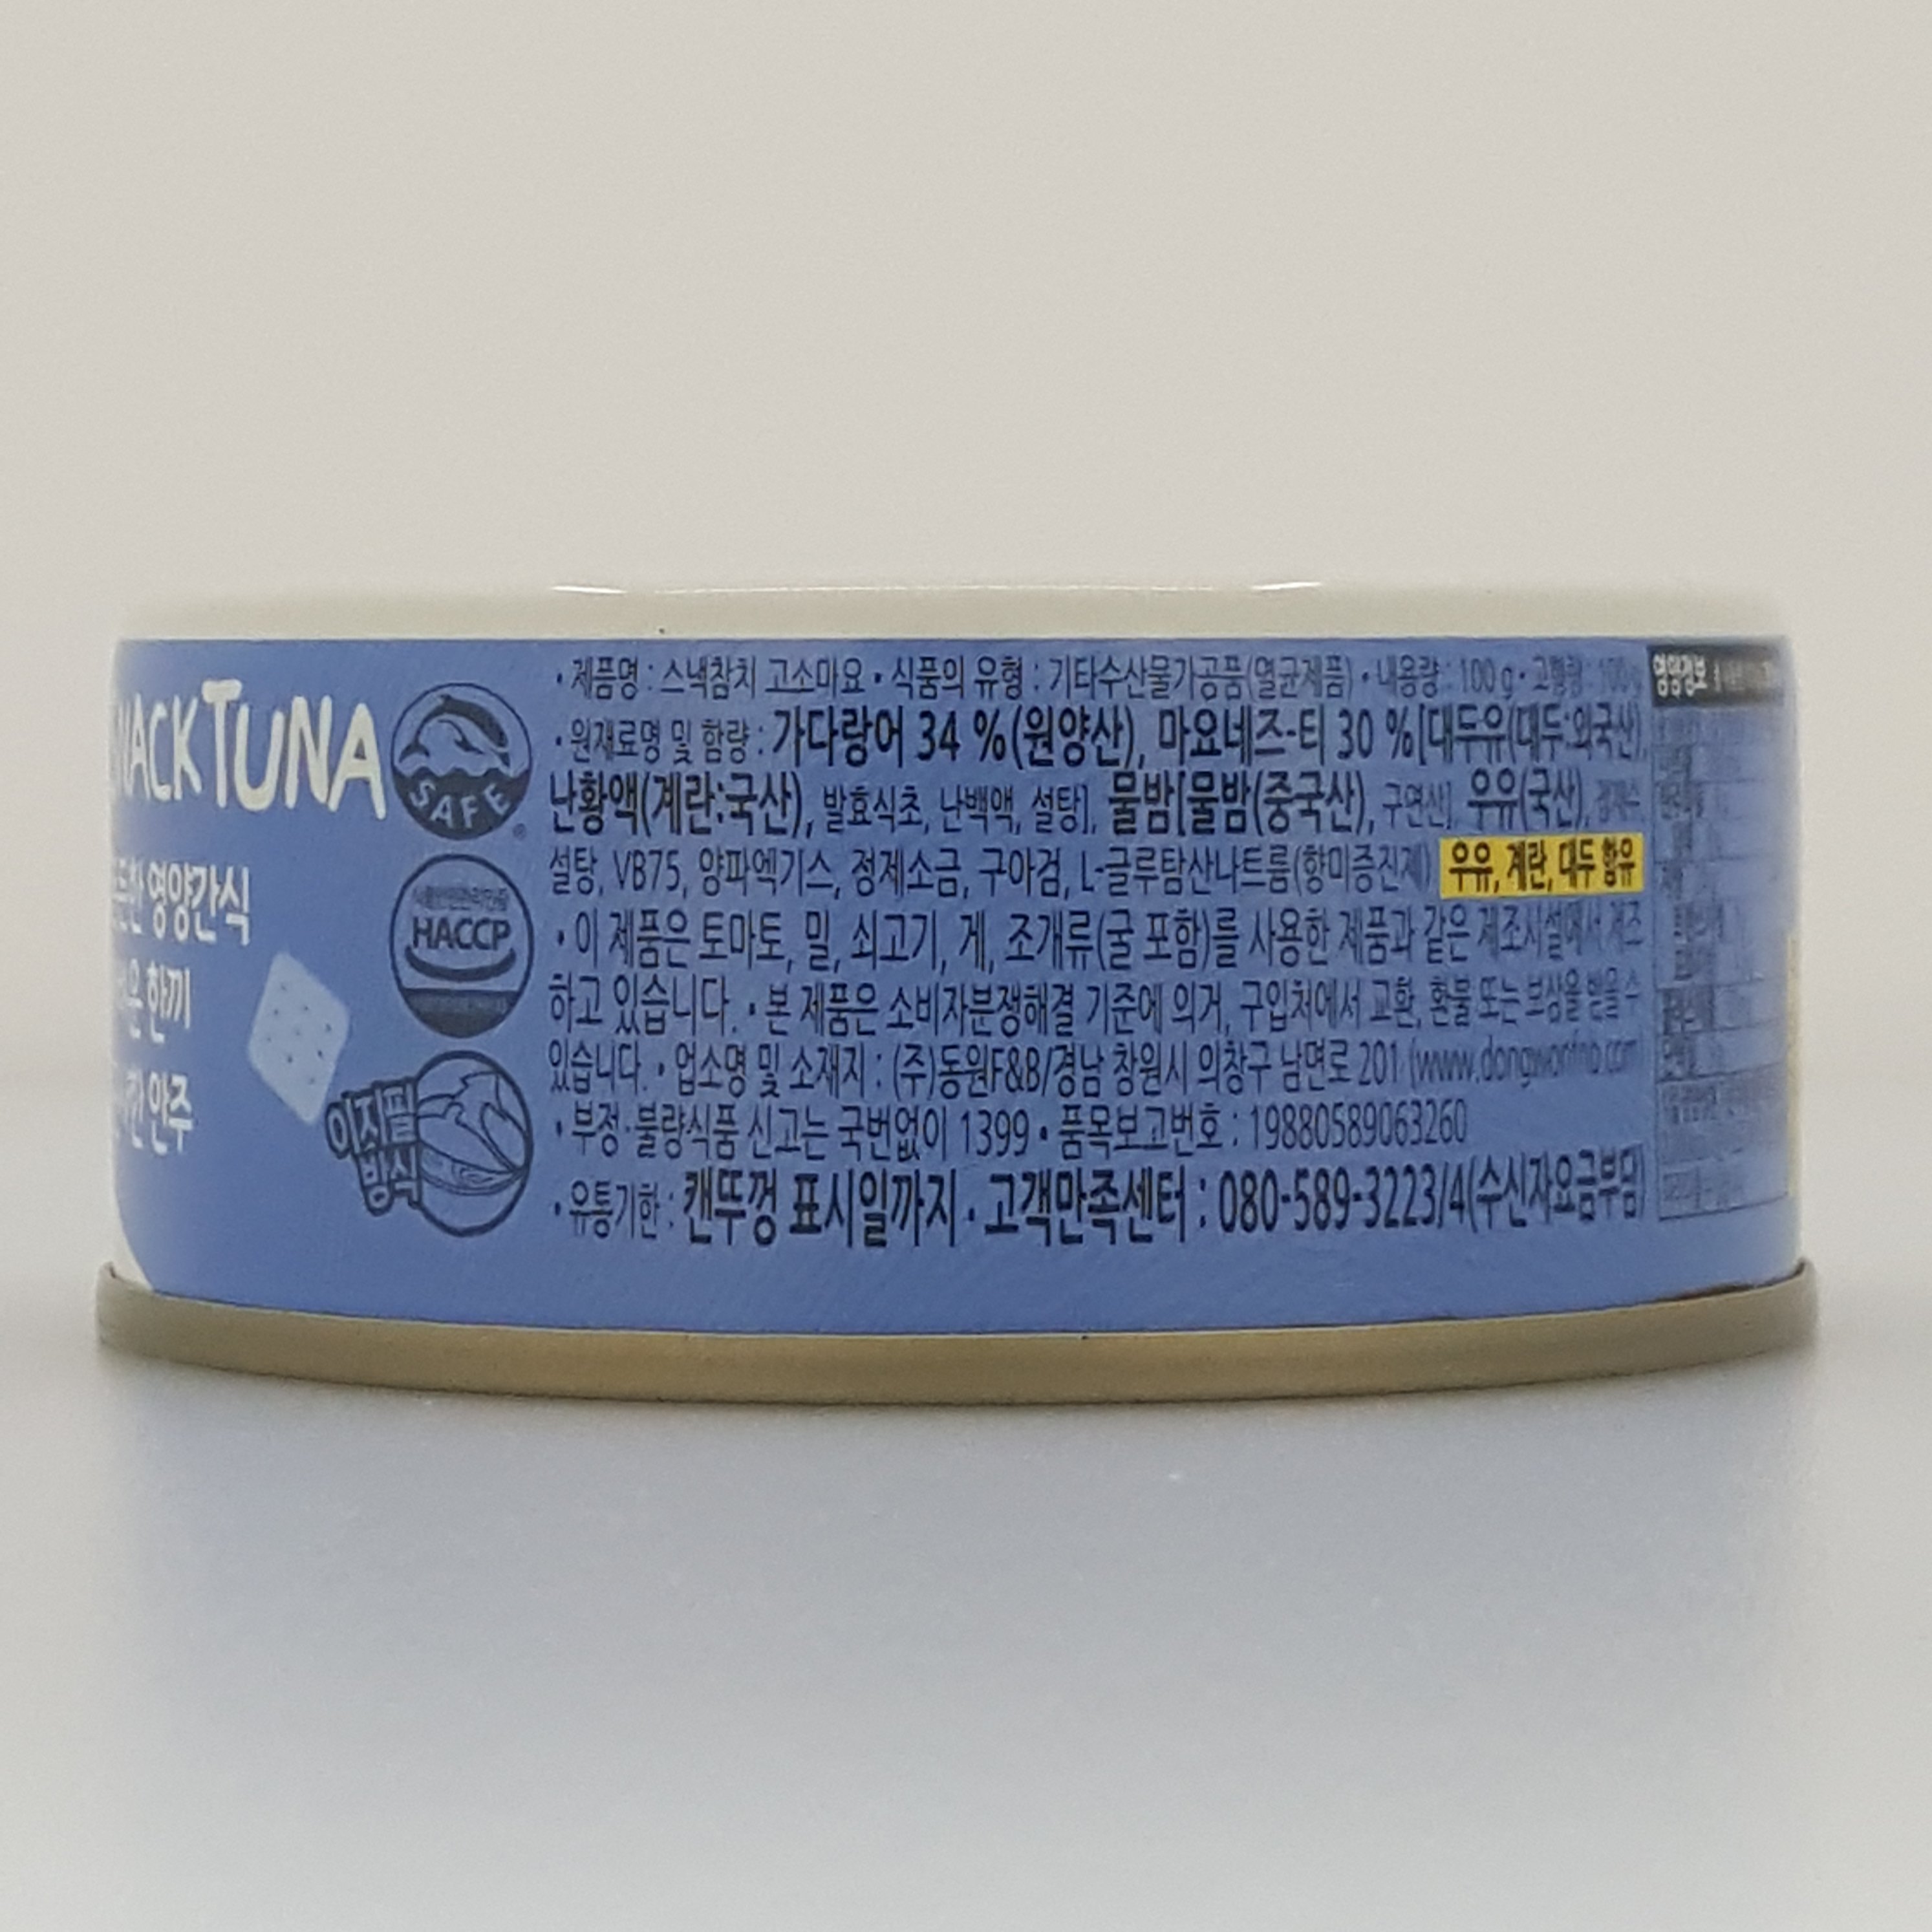 TUNA
영양간식
한끼
안주
SAFE
HACCP
이지필
방식
· 제품명 : 스낵참치 고소마요 · 식품의 유형 : 기타수산물가공품(멸균제품) · 내용량 : 100 g · 고형량 : 100 g
· 원재료명 및 함량 : 가다랑어 34 %(원양산), 마요네즈-티 30 %[대두유(대두:외국산),
난황액(계란:국산), 발효식초, 난백액, 설탕], 물밤[물밤(중국산), 구연산], 우유(국산), 정제수
설탕, VB75, 양파엑기스, 정제소금, 구아검, L-글루탐산나트륨(향미증진제) 우유, 계란, 대두 함유
· 이 제품은 토마토, 밀, 쇠고기, 게, 조개류(굴 포함)를 사용한 제품과 같은 제조시설에서 제조
하고 있습니다. · 본 제품은 소비자분쟁해결 기준에 의거, 구입처에서 교환, 환불 또는 보상을 받을 수
있습니다. · 업소명 및 소재지 : (주)동원F&B/경남 창원시 의창구 남면로 201
· 부정·불량식품 신고는 국번없이 1399 · 품목보고번호 : 19880589063260
· 유통기한 : 캔뚜껑 표시일까지 · 고객만족센터 : 080-589-3223/4(수신자요금부담)
영양정보